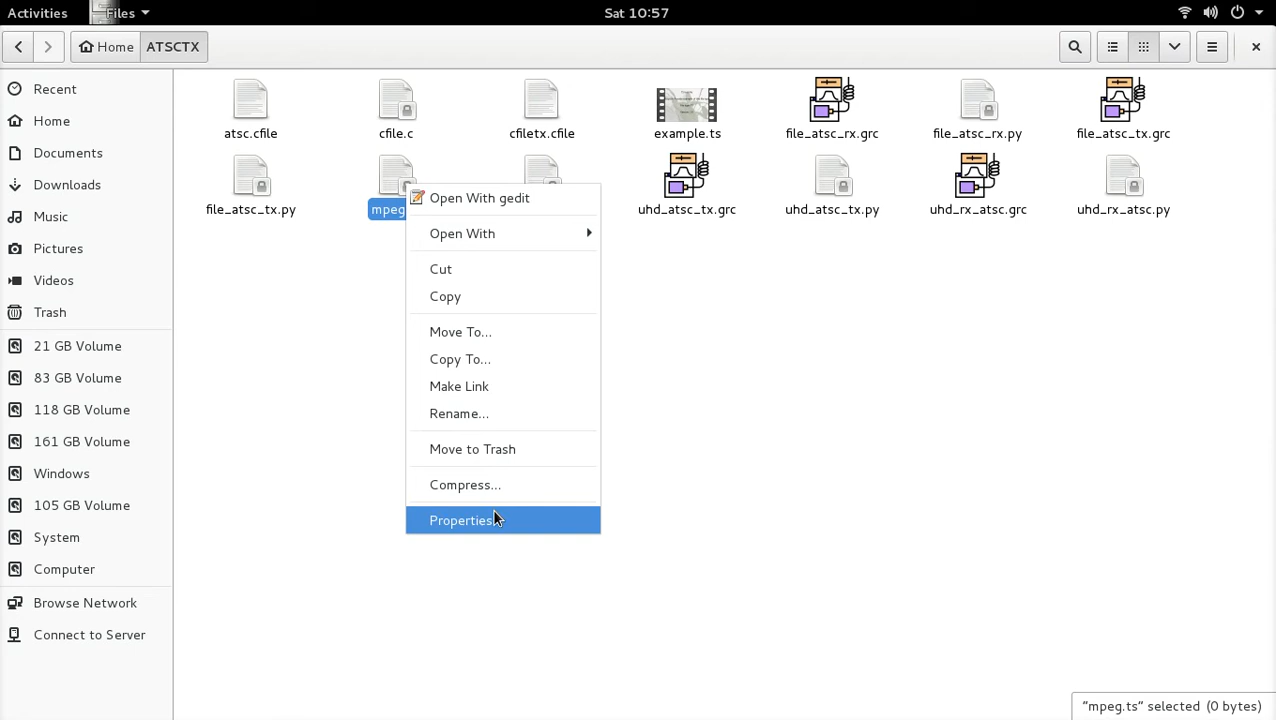 Activities Files Sat 10:57
Home ATSCTX
Recent
Home
Documents
Downloads
Music
Pictures
Videos
Trash
21 GB Volume
83 GB Volume
118 GB Volume
161 GB Volume
Windows
105 GB Volume
System
Computer
Browse Network
Connect to Server
atsc.cfile cfile.c cfiletx.cfile example.ts file_atsc_rx.grc file_atsc_rx.py file_atsc_tx.grc
file_atsc_tx.py mpeg uhd_atsc_tx.grc uhd_atsc_tx.py uhd_rx_atsc.grc uhd_rx_atsc.py
Open With gedit
Open With
Cut
Copy
Move To...
Copy To...
Make Link
Rename...
Move to Trash
Compress...
Properties
“mpeg.ts” selected (0 bytes)